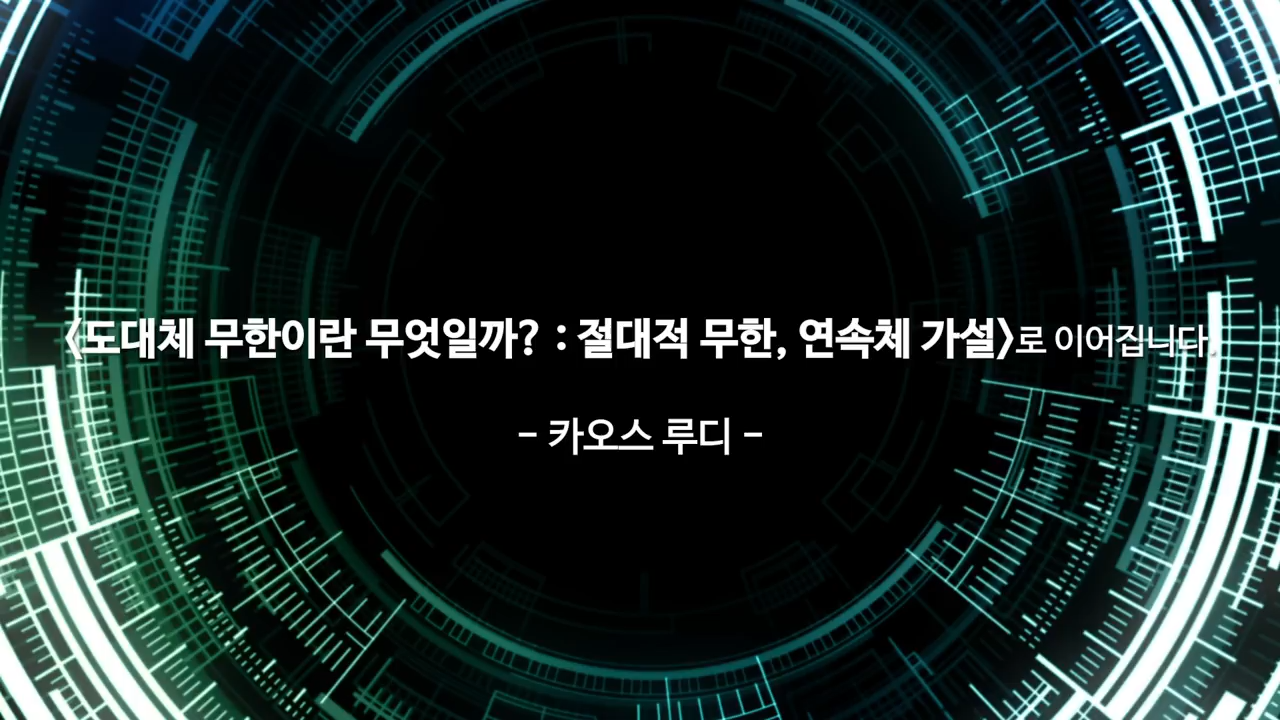 〈도대체 무한이란 무엇일까? : 절대적 무한, 연속체 가설〉로 이어집니다.
- 카오스 루디 -